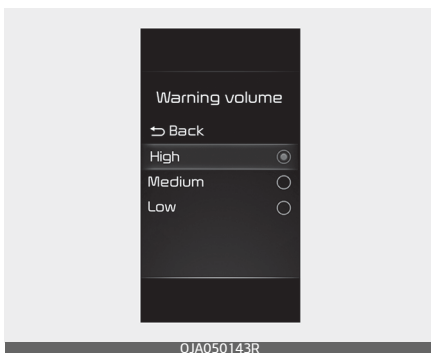 Warning volume
Back
High
Medium
Low
OJA050143R